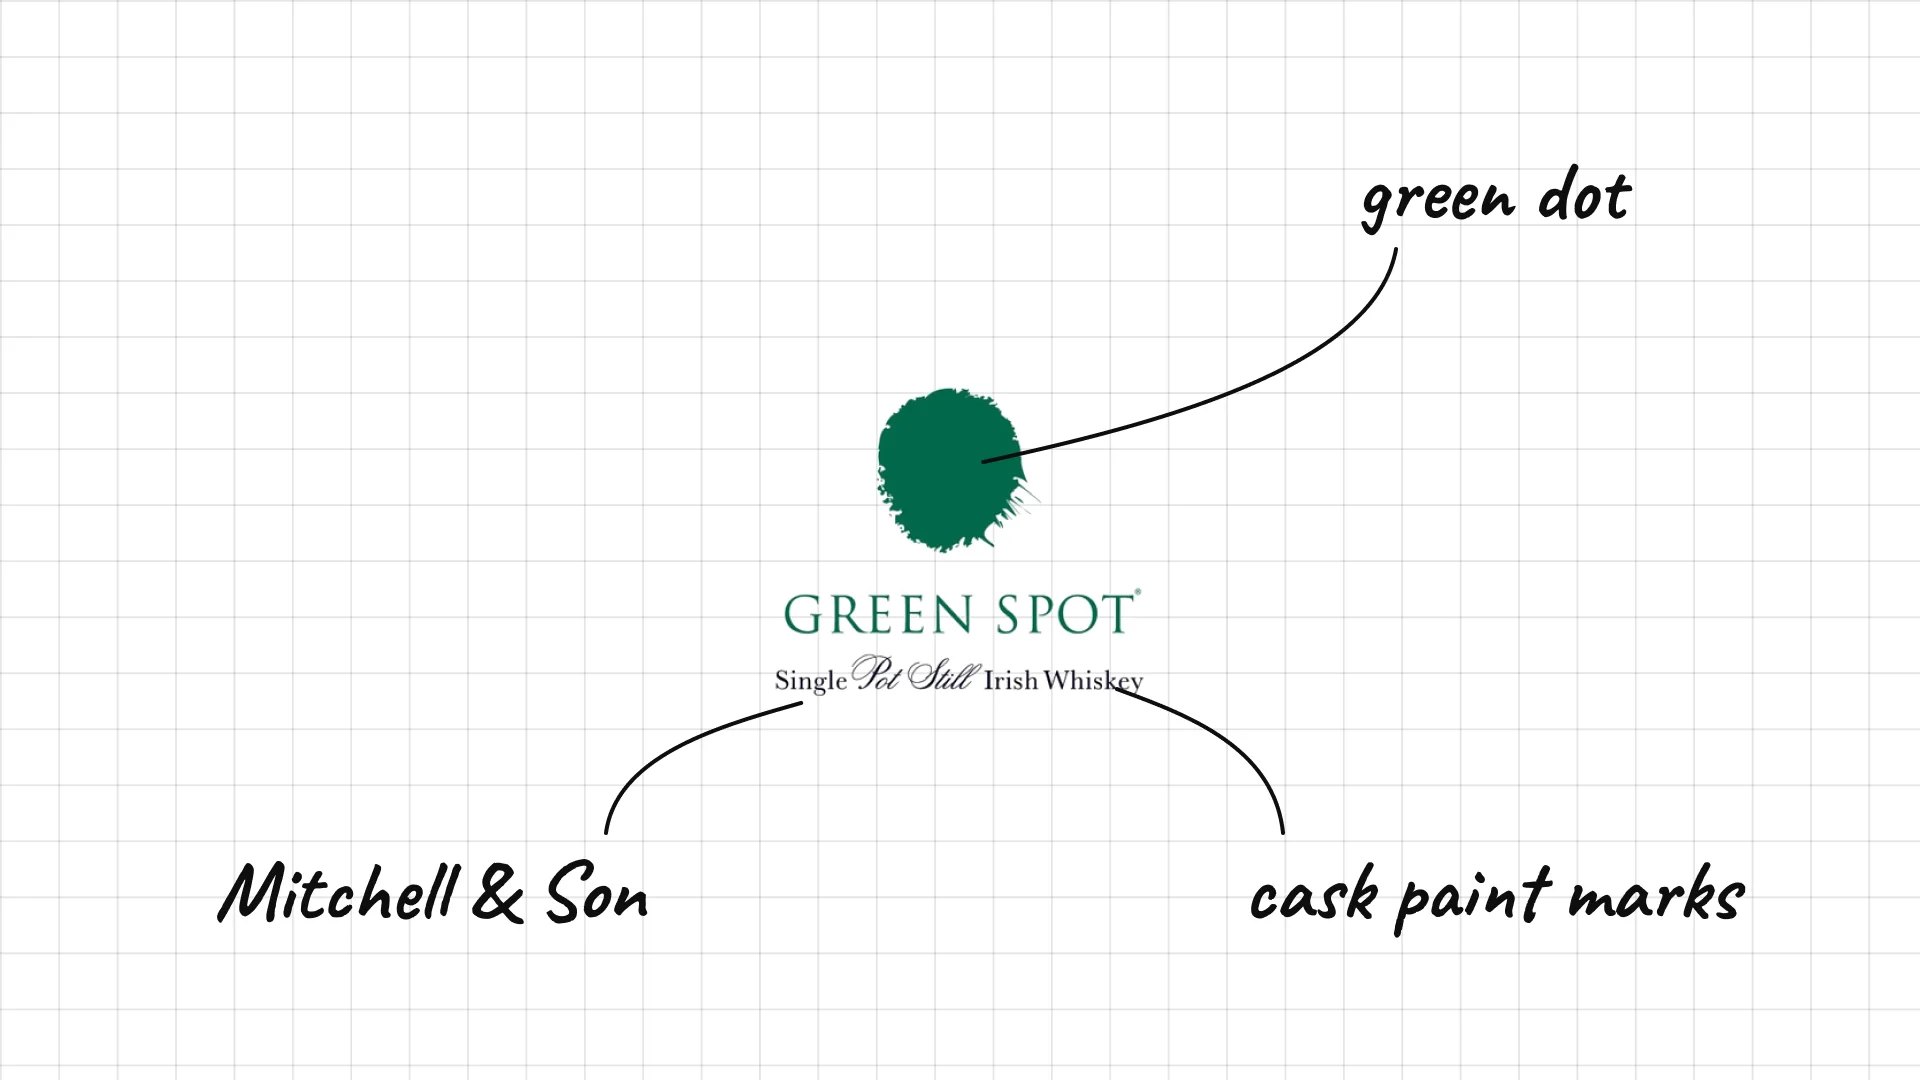 green dot
GREEN SPOT®
Single Pot Still Irish Whiskey
Mitchell & Son
cask paint marks